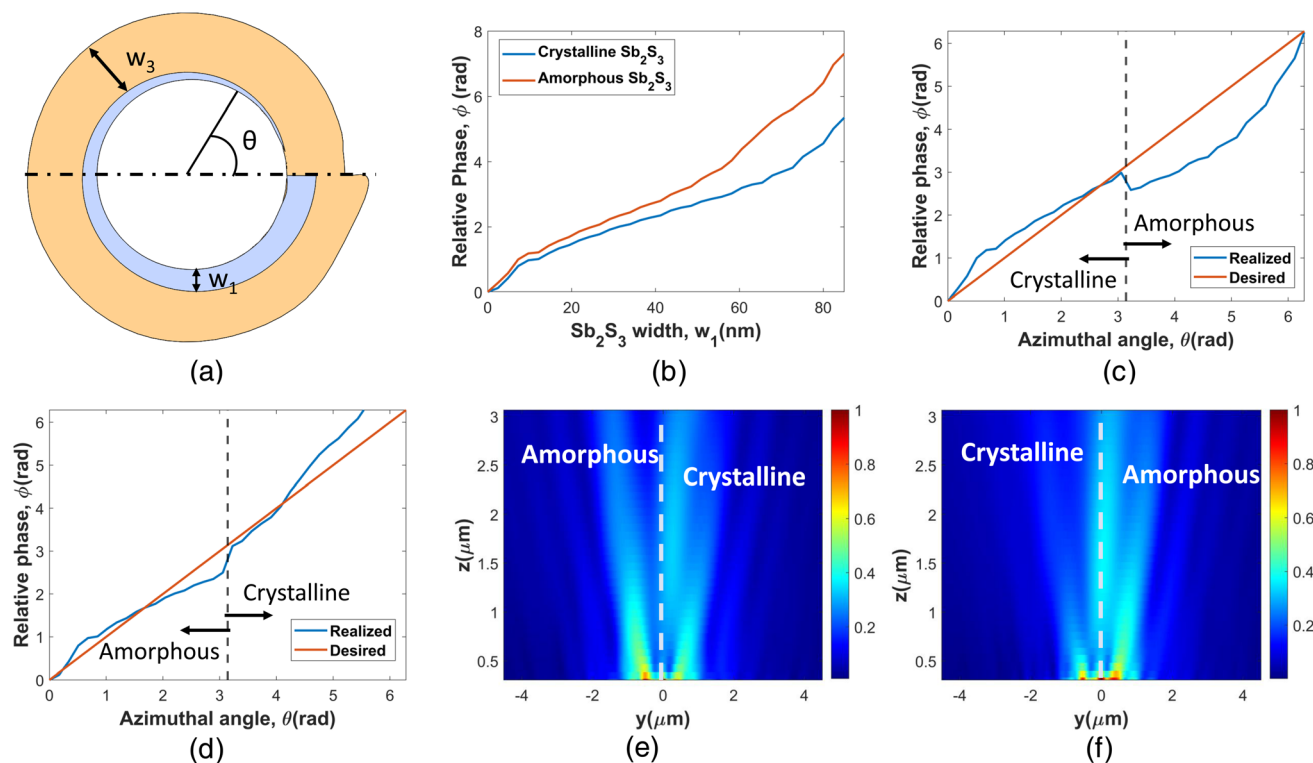 w₃
θ
w₁
(a)
8
6
4
2
0
Relative Phase, ϕ (rad)
Crystalline Sb₂S₃
Amorphous Sb₂S₃
0 20 40 60 80
Sb₂S₃ width, w₁(nm)
(b)
6
5
4
3
2
1
0
Relative phase, ϕ(rad)
Amorphous
Crystalline
Realized
Desired
0 1 2 3 4 5 6
Azimuthal angle, θ(rad)
(c)
6
5
4
3
2
1
0
Relative phase, ϕ(rad)
Crystalline
Amorphous
Realized
Desired
0 1 2 3 4 5 6
Azimuthal angle, θ(rad)
(d)
3
2.5
2
1.5
1
0.5
z(μm)
Amorphous
Crystalline
-4 -2 0 2 4
y(μm)
1
0.8
0.6
0.4
0.2
(e)
3
2.5
2
1.5
1
0.5
z(μm)
Crystalline
Amorphous
-4 -2 0 2 4
y(μm)
1
0.8
0.6
0.4
0.2
(f)